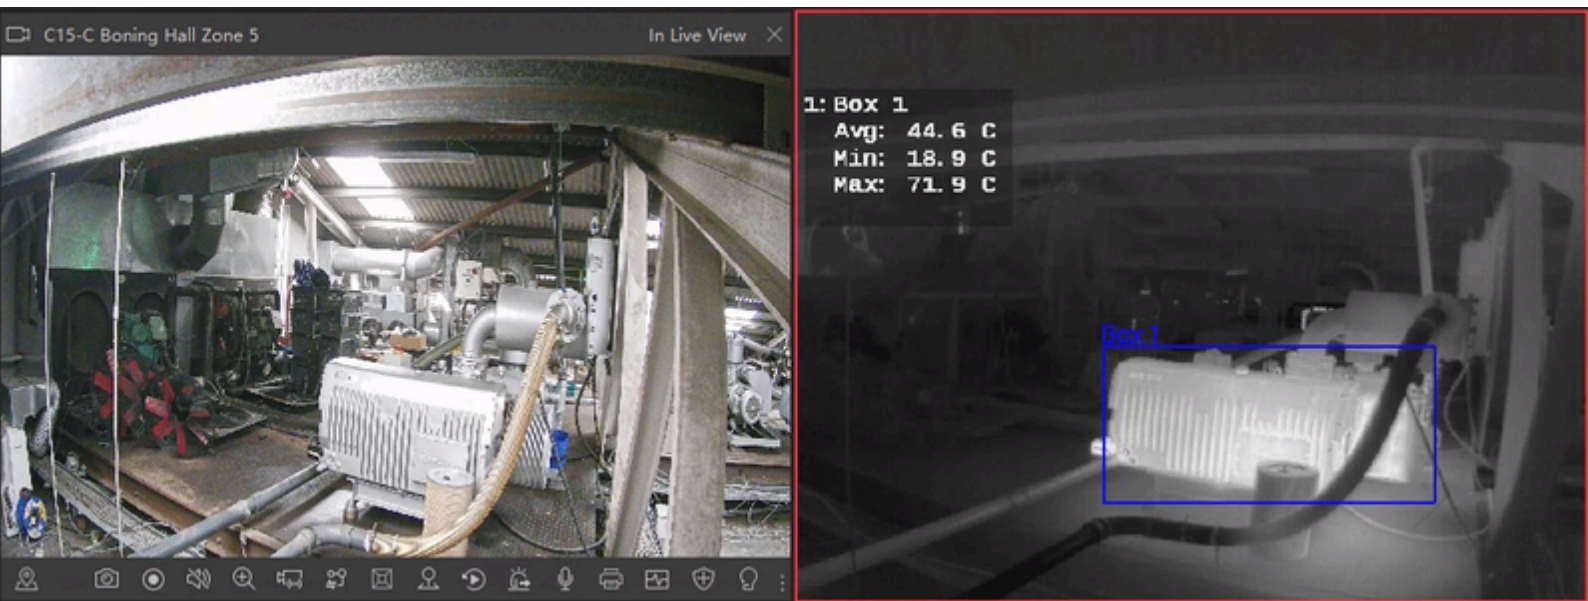 C15-C Boning Hall Zone 5
In Live View
1: Box 1
Avg: 44.6 C
Min: 18.9 C
Max: 71.9 C
Box 1